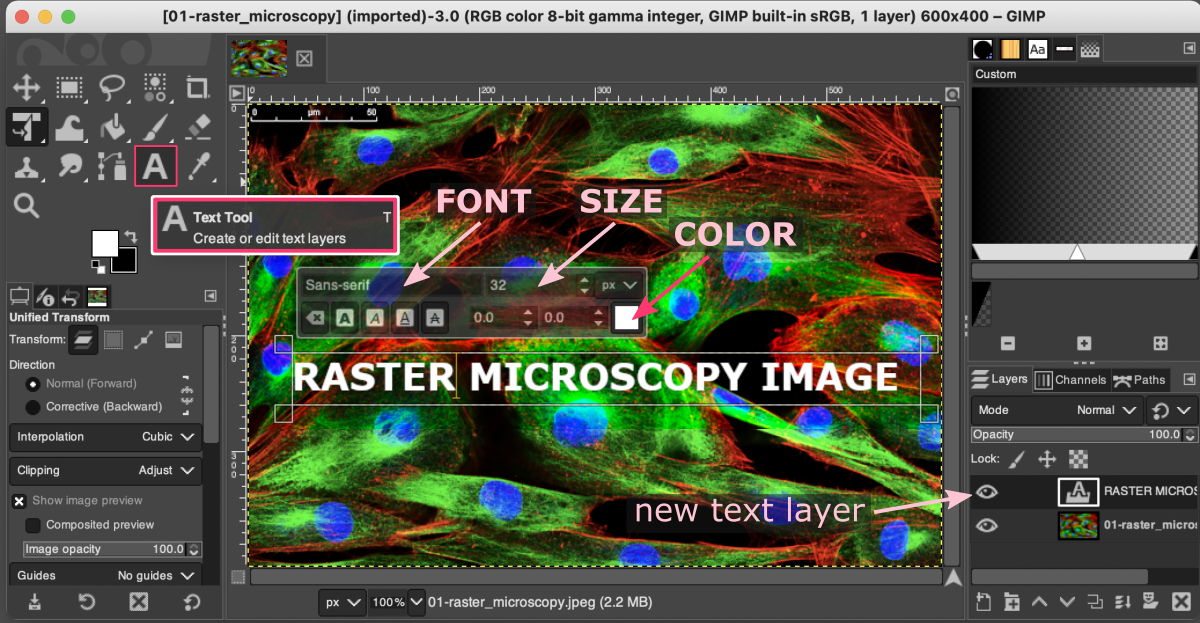 [01-raster_microscopy] (imported)-3.0 (RGB color 8-bit gamma integer, GIMP built-in sRGB, 1 layer) 600x400 – GIMP
Aa
Custom
0 100 200 300 400 500
0 µm 50
A
A Text Tool T
Create or edit text layers
FONT
SIZE
COLOR
Sans-serif 32 px
A A A A 0.0 0.0
RASTER MICROSCOPY IMAGE
new text layer
Unified Transform
Transform:
Direction
Normal (Forward)
Corrective (Backward)
Interpolation Cubic
Clipping Adjust
Show image preview
Composited preview
Image opacity 100.0
Guides No guides
0
200
300
px 100% 01-raster_microscopy.jpeg (2.2 MB)
Layers Channels Paths
Mode Normal
Opacity 100.0
Lock:
RASTER MICROS
01-raster_micro